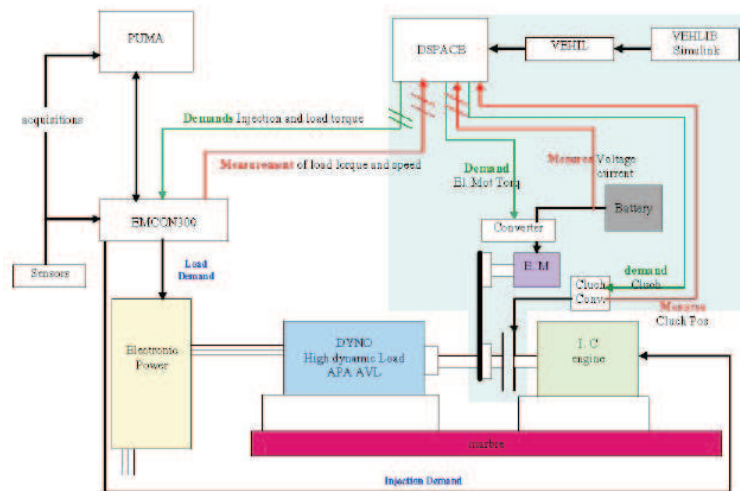 PUMA
DSPACE
VEHIL
VEHLIB
Simulink
acquisitions
Demands Injection and load torque
Measurement of load torque and speed
Demand
El. Mot Torq
Measures Voltage
current
Battery
EMCON300
Converter
Sensors
Load
Demand
E. M
Cluch
Conv.
demand
Cluch
Measures
Cluch Pos
Electronic
Power
DYNO
High dynamic Load
APA AVL
I. C
engine
marbre
Injection Demand